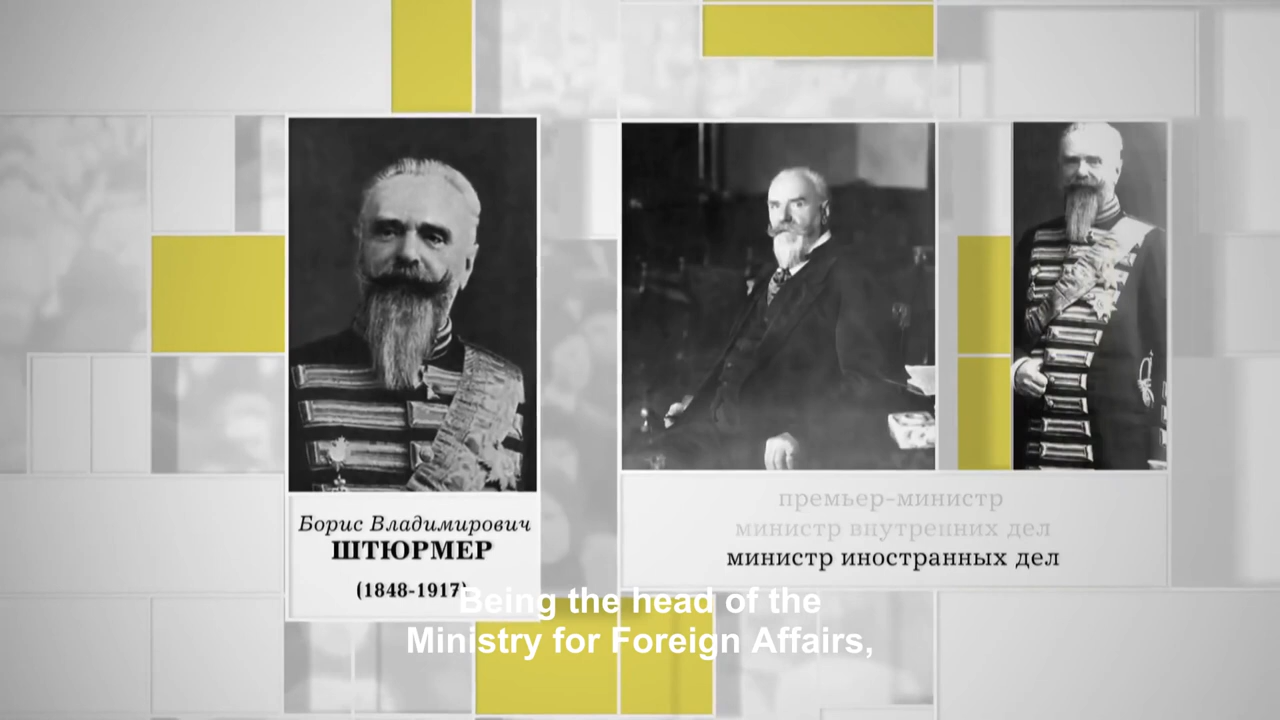 Борис Владимирович
ШТЮРМЕР
(1848-1917)
премьер-министр
министр внутренних дел
министр иностранных дел
Being the head of the
Ministry for Foreign Affairs,